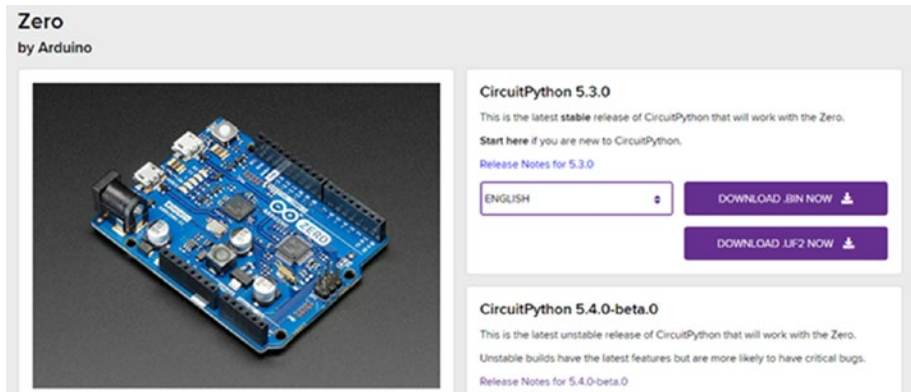 Zero
by Arduino
ZERO
CircuitPython 5.3.0
This is the latest stable release of CircuitPython that will work with the Zero.
Start here if you are new to CircuitPython.
Release Notes for 5.3.0
ENGLISH
DOWNLOAD .BIN NOW
DOWNLOAD .UF2 NOW
CircuitPython 5.4.0-beta.0
This is the latest unstable release of CircuitPython that will work with the Zero.
Unstable builds have the latest features but are more likely to have critical bugs.
Release Notes for 5.4.0-beta.0